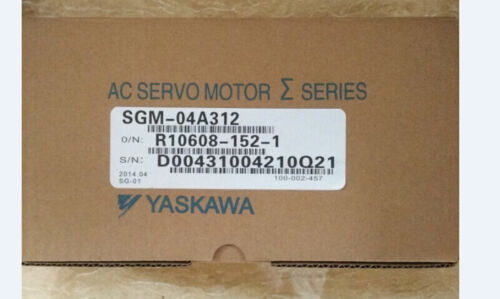 AC SERVO MOTOR Σ SERIES
SGM-04A312
O/N: R10608-152-1
S/N: D00431004210Q21
2014.04
SG-01 100-002-457
YASKAWA